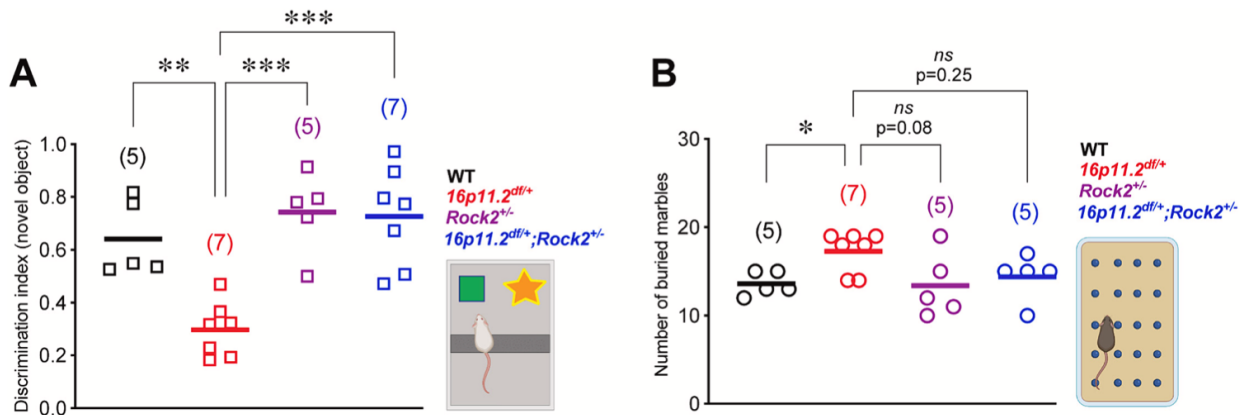 A
***
**
***
(5)
(7)
(5)
(7)
Discrimination index (novel object)
1.0
0.8
0.6
0.4
0.2
0.0
WT
16p11.2df/+
Rock2+/-
16p11.2df/+;Rock2+/-
B
ns
p=0.25
*
ns
p=0.08
(5)
(7)
(5)
(5)
Number of buried marbles
30
20
10
0
WT
16p11.2df/+
Rock2+/-
16p11.2df/+;Rock2+/-